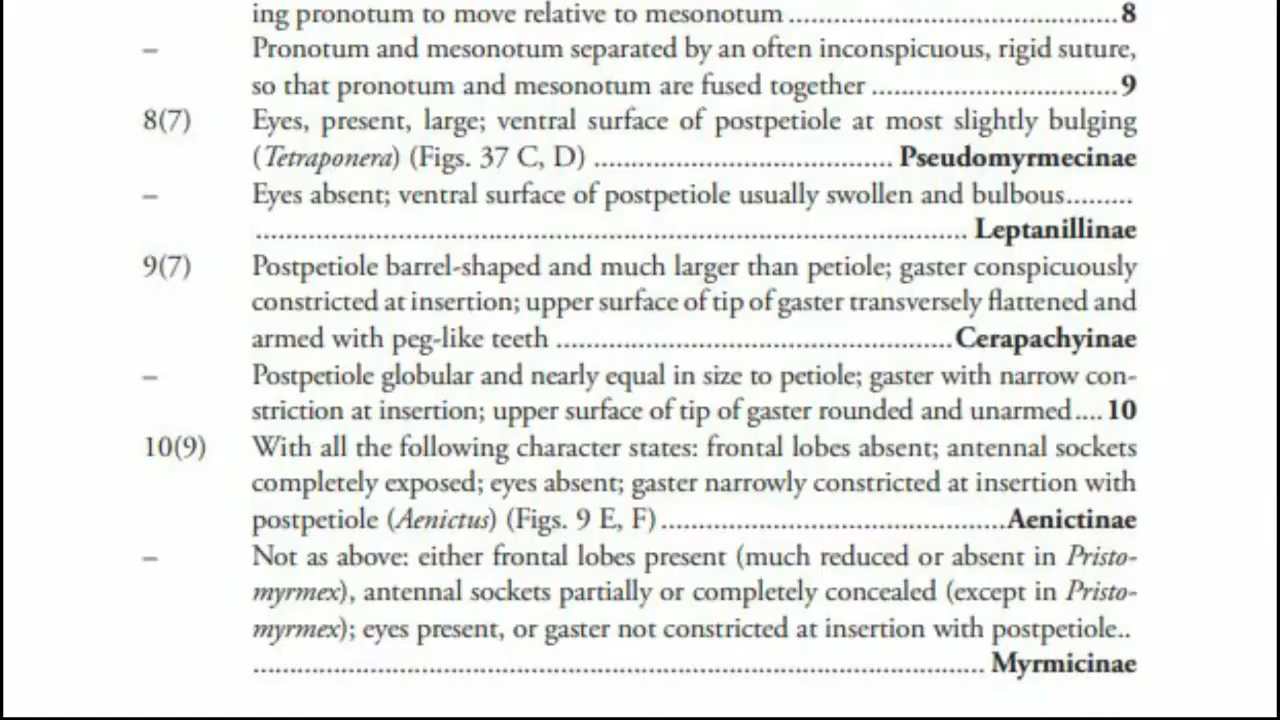 ing pronotum to move relative to mesonotum ........................................ 8
– Pronotum and mesonotum separated by an often inconspicuous, rigid suture,
so that pronotum and mesonotum are fused together .................................. 9
8(7) Eyes, present, large; ventral surface of postpetiole at most slightly bulging
(Tetraponera) (Figs. 37 C, D) ......................................... Pseudomyrmecinae
– Eyes absent; ventral surface of postpetiole usually swollen and bulbous.........
................................................................................................... Leptanillinae
9(7) Postpetiole barrel-shaped and much larger than petiole; gaster conspicuously
constricted at insertion; upper surface of tip of gaster transversely flattened and
armed with peg-like teeth .......................................................Cerapachyinae
– Postpetiole globular and nearly equal in size to petiole; gaster with narrow con-
striction at insertion; upper surface of tip of gaster rounded and unarmed.... 10
10(9) With all the following character states: frontal lobes absent; antennal sockets
completely exposed; eyes absent; gaster narrowly constricted at insertion with
postpetiole (Aenictus) (Figs. 9 E, F)................................................Aenictinae
– Not as above: either frontal lobes present (much reduced or absent in Pristo-
myrmex), antennal sockets partially or completely concealed (except in Pristo-
myrmex); eyes present, or gaster not constricted at insertion with postpetiole..
...................................................................................................... Myrmicinae